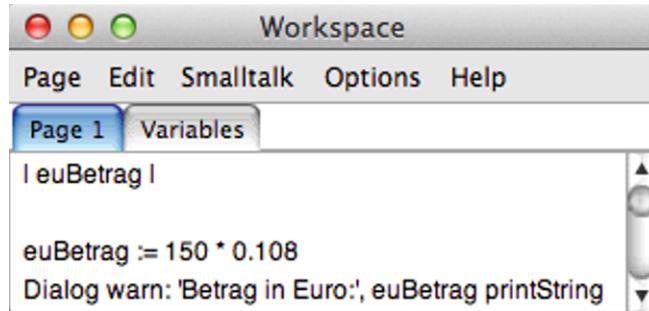 Workspace
Page Edit Smalltalk Options Help
Page 1 Variables
| euBetrag |
euBetrag := 150 * 0.108
Dialog warn: 'Betrag in Euro:', euBetrag printString